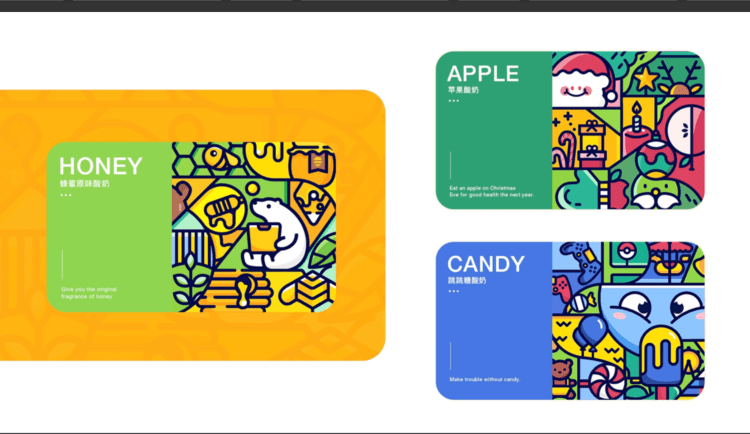 HONEY
蜂蜜原味酸奶
Give you the original
fragrance of honey
APPLE
苹果酸奶
Eat an apple on Christmas
Eve for good health the next year.
CANDY
跳跳糖酸奶
Make trouble without candy.